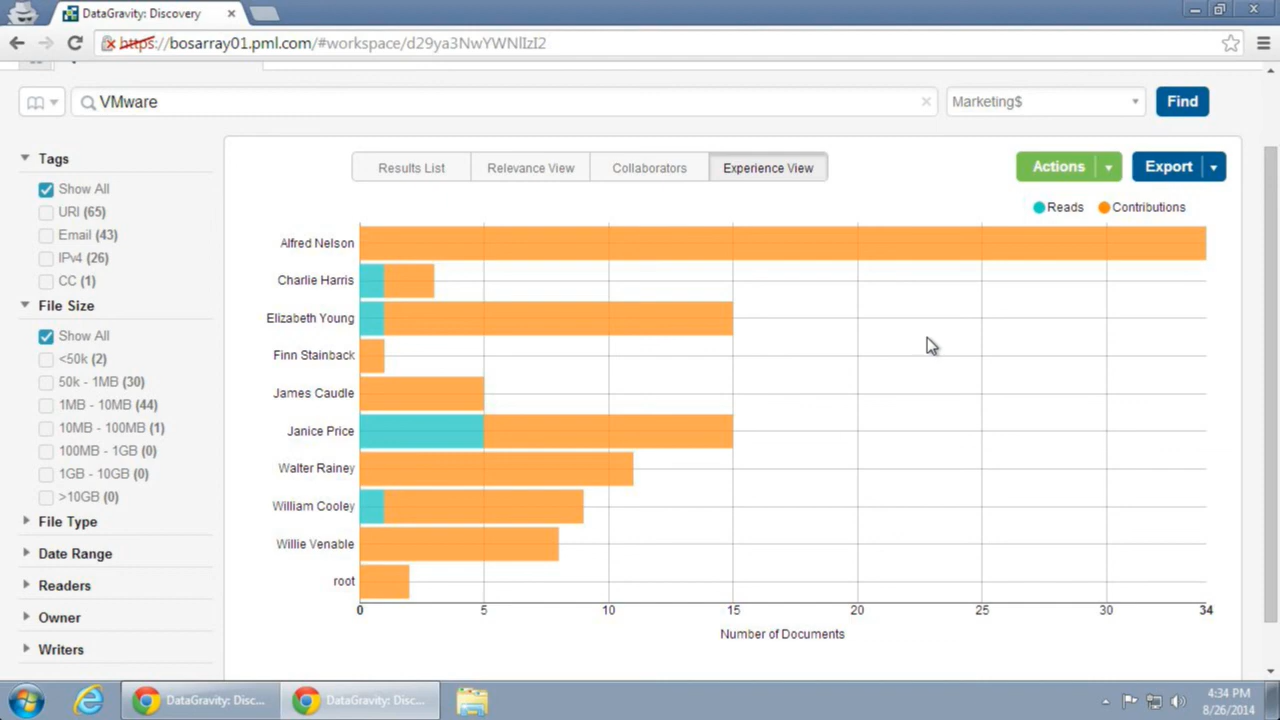 DataGravity: Discovery
https://bosarray01.pml.com/#workspace/d29ya3NwYWNlIzI2
VMware
Marketing$
Find
Tags
Show All
URI (65)
Email (43)
IPv4 (26)
CC (1)
File Size
Show All
<50k (2)
50k - 1MB (30)
1MB - 10MB (44)
10MB - 100MB (1)
100MB - 1GB (0)
1GB - 10GB (0)
>10GB (0)
File Type
Date Range
Readers
Owner
Writers
Results List
Relevance View
Collaborators
Experience View
Actions
Export
Reads
Contributions
Alfred Nelson
Charlie Harris
Elizabeth Young
Finn Stainback
James Caudle
Janice Price
Walter Rainey
William Cooley
Willie Venable
root
0 5 10 15 20 25 30 34
Number of Documents
DataGravity: Disc...
DataGravity: Disc...
4:34 PM
8/26/2014